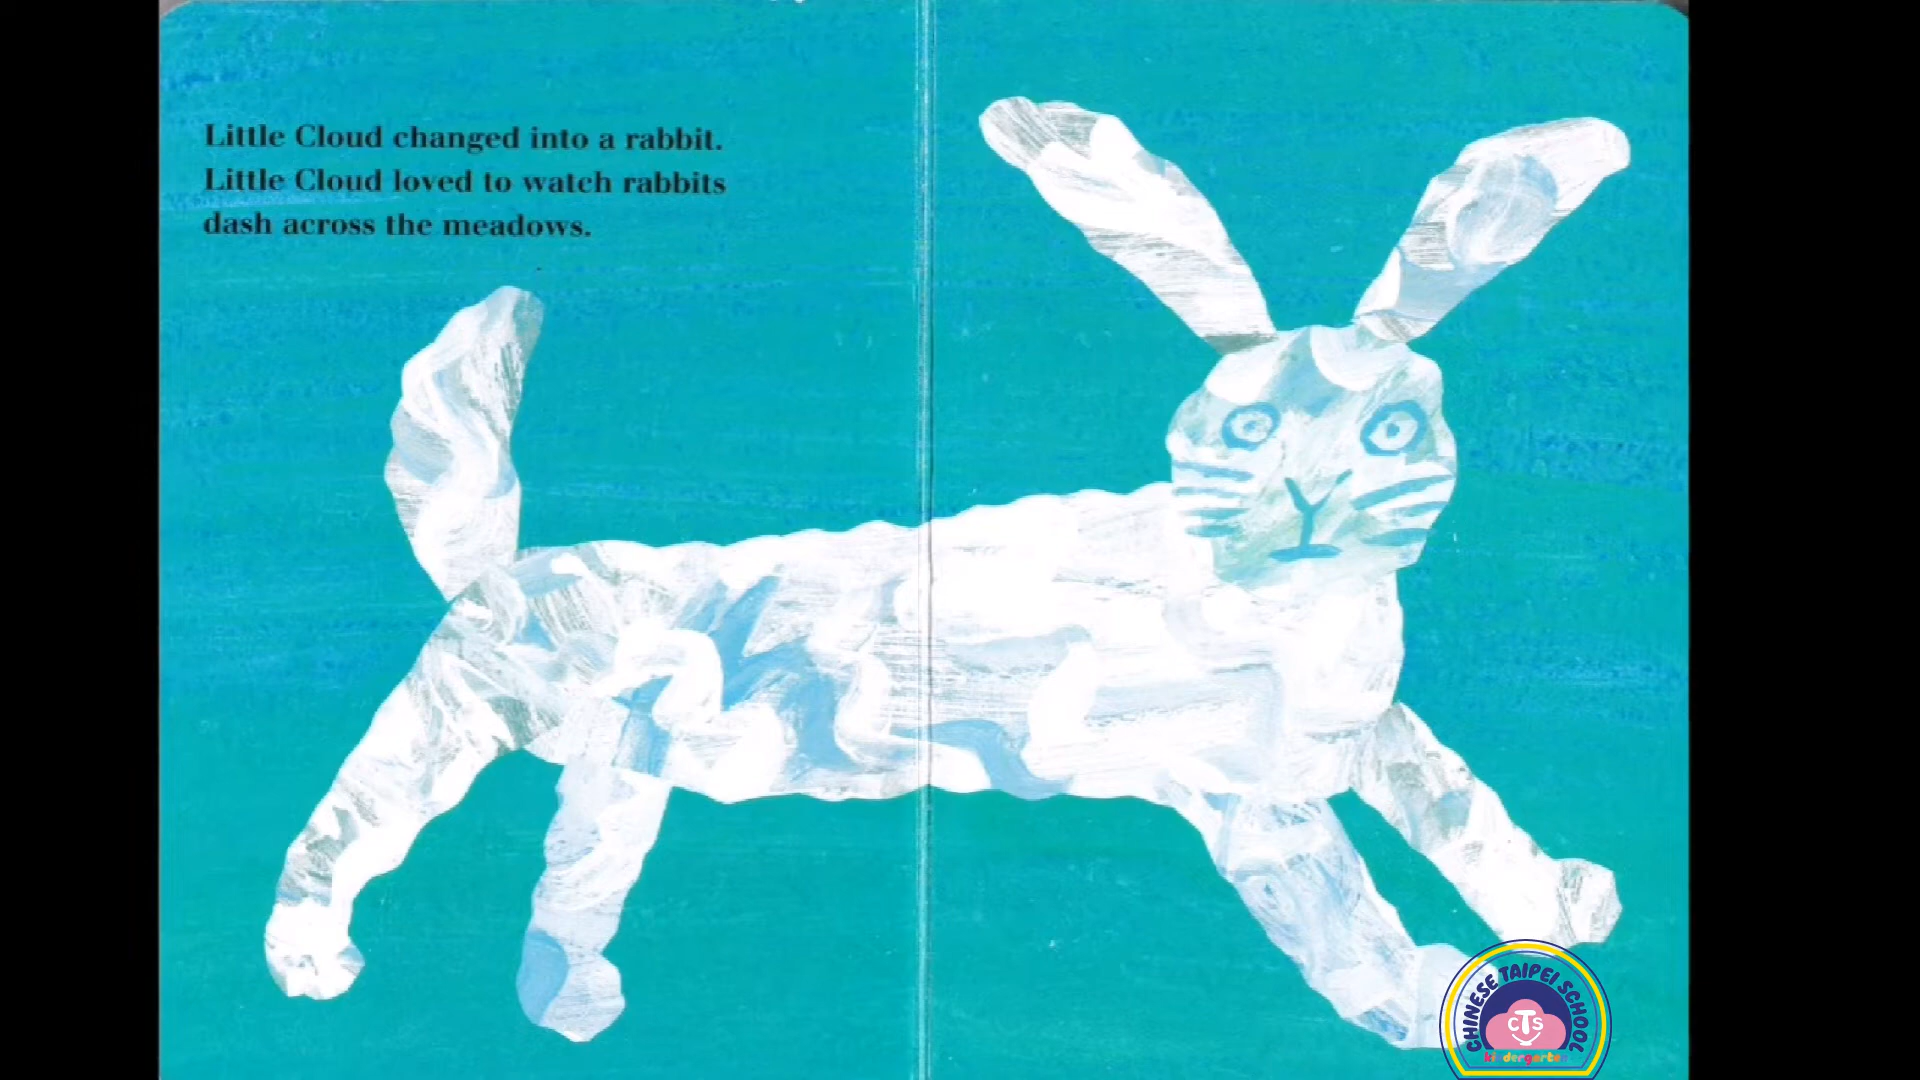 Little Cloud changed into a rabbit.
Little Cloud loved to watch rabbits
dash across the meadows.
CHINESE TAIPEI SCHOOL
CTS
kindergarten